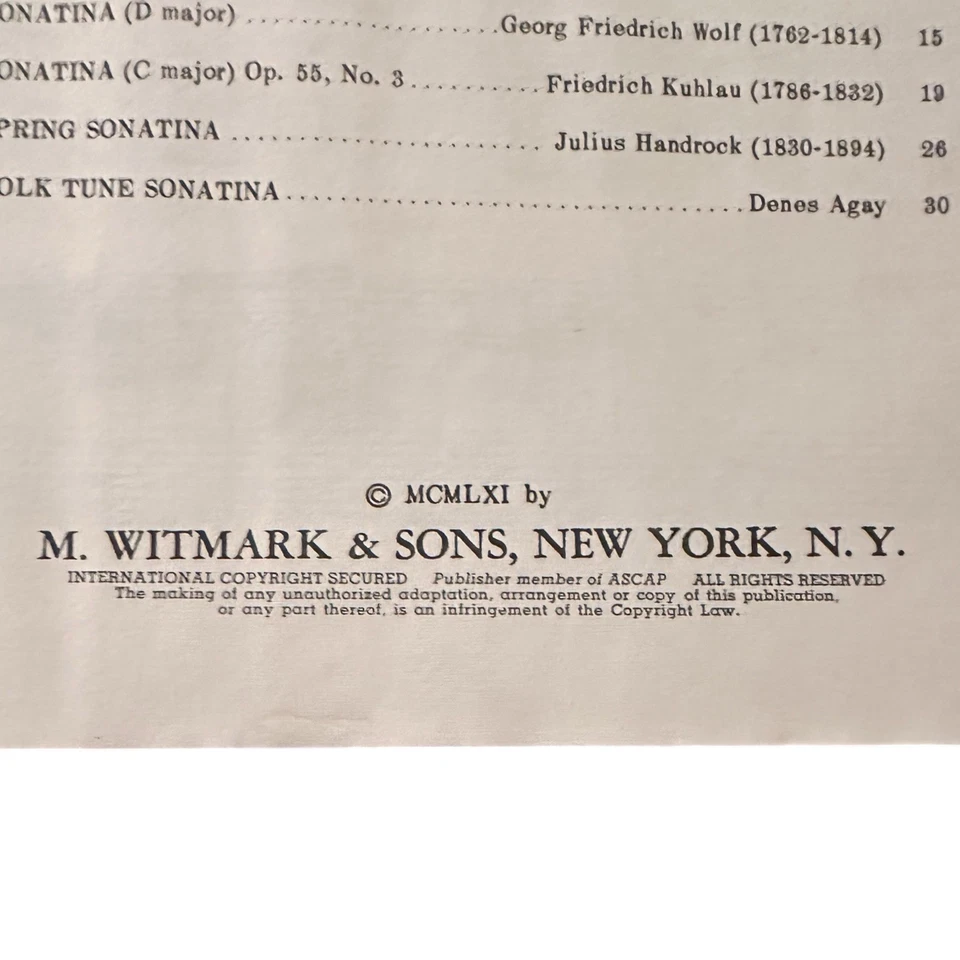 ONATINA (D major) ........................Georg Friedrich Wolf (1762-1814) 15
ONATINA (C major) Op. 55, No. 3..........Friedrich Kuhlau (1786-1832) 19
PRING SONATINA ........................ Julius Handrock (1830-1894) 26
OLK TUNE SONATINA...................................Denes Agay 30
© MCMLXI by
M. WITMARK & SONS, NEW YORK, N. Y.
INTERNATIONAL COPYRIGHT SECURED Publisher member of ASCAP ALL RIGHTS RESERVED
The making of any unauthorized adaptation, arrangement or copy of this publication,
or any part thereof, is an infringement of the Copyright Law.